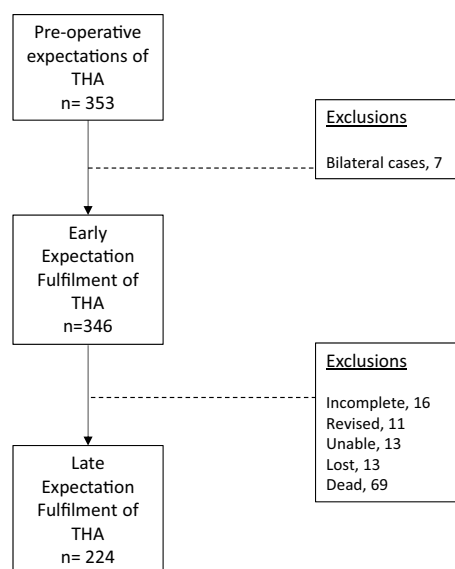 Pre-operative
expectations of
THA
n= 353
Exclusions
Bilateral cases, 7
Early
Expectation
Fulfilment of
THA
n=346
Exclusions
Incomplete, 16
Revised, 11
Unable, 13
Lost, 13
Dead, 69
Late
Expectation
Fulfilment of
THA
n= 224